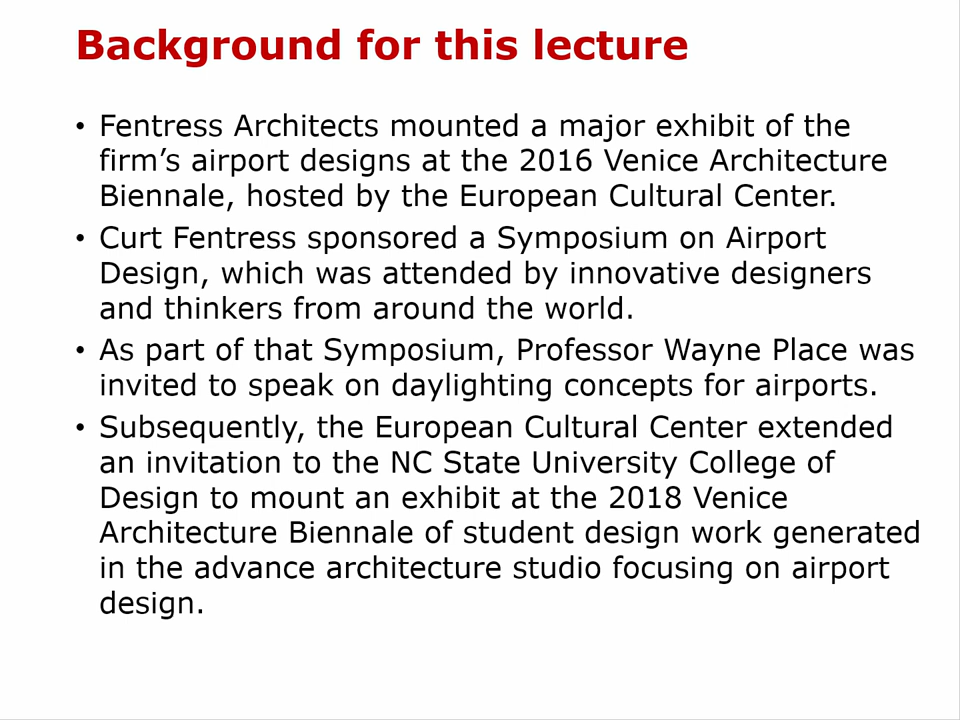 Background for this lecture
• Fentress Architects mounted a major exhibit of the
firm’s airport designs at the 2016 Venice Architecture
Biennale, hosted by the European Cultural Center.
• Curt Fentress sponsored a Symposium on Airport
Design, which was attended by innovative designers
and thinkers from around the world.
• As part of that Symposium, Professor Wayne Place was
invited to speak on daylighting concepts for airports.
• Subsequently, the European Cultural Center extended
an invitation to the NC State University College of
Design to mount an exhibit at the 2018 Venice
Architecture Biennale of student design work generated
in the advance architecture studio focusing on airport
design.